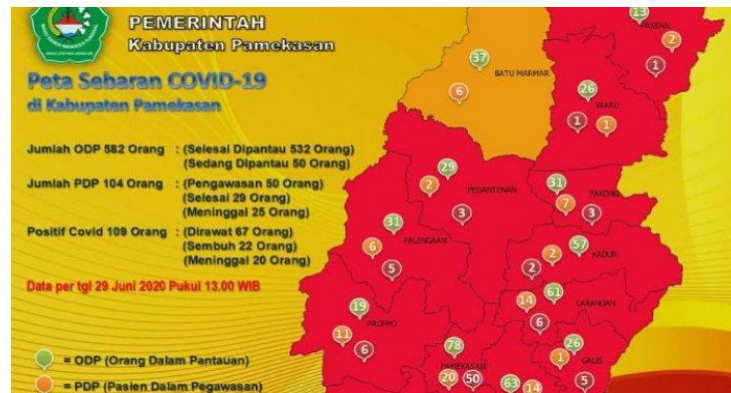 PEMERINTAH
Kabupaten Pamekasan
Peta Sebaran COVID-19
di Kabupaten Pamekasan
Jumlah ODP 582 Orang : (Selesai Dipantau 532 Orang)
(Sedang Dipantau 50 Orang)
Jumlah PDP 104 Orang : (Pengawasan 50 Orang)
(Selesai 29 Orang)
(Meninggal 25 Orang)
Positif Covid 109 Orang : (Dirawat 67 Orang)
(Sembuh 22 Orang)
(Meninggal 20 Orang)
Data per tgl 29 Juni 2020 Pukul 13.00 WIB
= ODP (Orang Dalam Pantauan)
= PDP (Pasien Dalam Pegawasan)
13
PASEAN
2
1
37
BATU MARMAR
6
26
WARU
1
1
29
2
PEGANTENAN
3
31
PAKONG
7
3
31
PALENGAAN
6
5
57
2
KADUR
2
61
14
LARANGAN
6
19
PROPPO
11
6
78
PAMEKASAN
20
50
26
1
GALIS
5
63
14